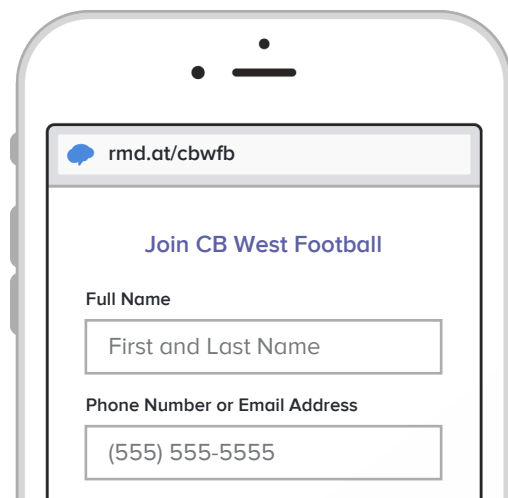 rmd.at/cbwfb
Join CB West Football
Full Name
First and Last Name
Phone Number or Email Address
(555) 555-5555